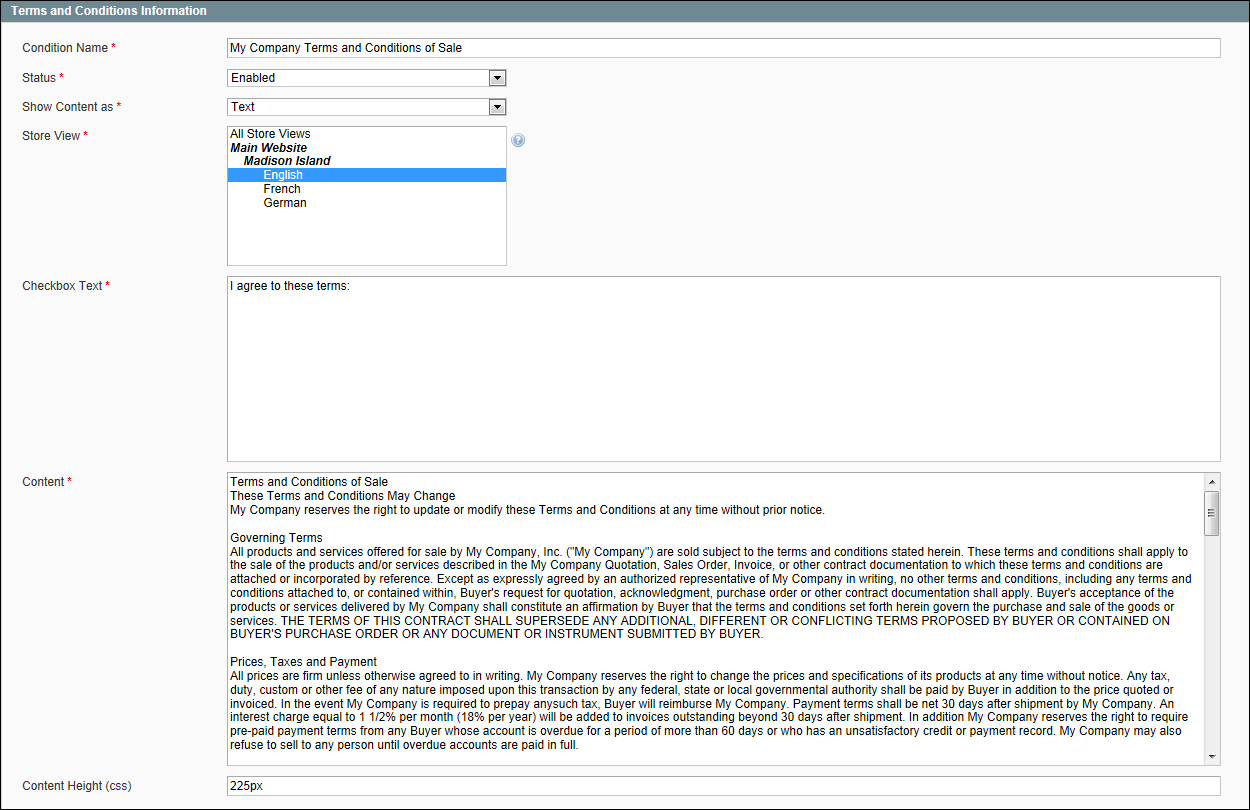 Terms and Conditions Information
Condition Name *
My Company Terms and Conditions of Sale
Status *
Enabled
Show Content as *
Text
Store View *
All Store Views
Main Website
Madison Island
English
French
German
Checkbox Text *
I agree to these terms:
Content *
Terms and Conditions of Sale
These Terms and Conditions May Change
My Company reserves the right to update or modify these Terms and Conditions at any time without prior notice.
Governing Terms
All products and services offered for sale by My Company, Inc. ("My Company") are sold subject to the terms and conditions stated herein. These terms and conditions shall apply to
the sale of the products and/or services described in the My Company Quotation, Sales Order, Invoice, or other contract documentation to which these terms and conditions are
attached or incorporated by reference. Except as expressly agreed by an authorized representative of My Company in writing, no other terms and conditions, including any terms and
conditions attached to, or contained within, Buyer's request for quotation, acknowledgment, purchase order or other contract documentation shall apply. Buyer's acceptance of the
products or services delivered by My Company shall constitute an affirmation by Buyer that the terms and conditions set forth herein govern the purchase and sale of the goods or
services. THE TERMS OF THIS CONTRACT SHALL SUPERSEDE ANY ADDITIONAL, DIFFERENT OR CONFLICTING TERMS PROPOSED BY BUYER OR CONTAINED ON
BUYER'S PURCHASE ORDER OR ANY DOCUMENT OR INSTRUMENT SUBMITTED BY BUYER.
Prices, Taxes and Payment
All prices are firm unless otherwise agreed to in writing. My Company reserves the right to change the prices and specifications of its products at any time without notice. Any tax,
duty, custom or other fee of any nature imposed upon this transaction by any federal, state or local governmental authority shall be paid by Buyer in addition to the price quoted or
invoiced. In the event My Company is required to prepay anysuch tax, Buyer will reimburse My Company. Payment terms shall be net 30 days after shipment by My Company. An
interest charge equal to 1 1/2% per month (18% per year) will be added to invoices outstanding beyond 30 days after shipment. In addition My Company reserves the right to require
pre-paid payment terms from any Buyer whose account is overdue for a period of more than 60 days or who has an unsatisfactory credit or payment record. My Company may also
refuse to sell to any person until overdue accounts are paid in full.
Content Height (css)
225px